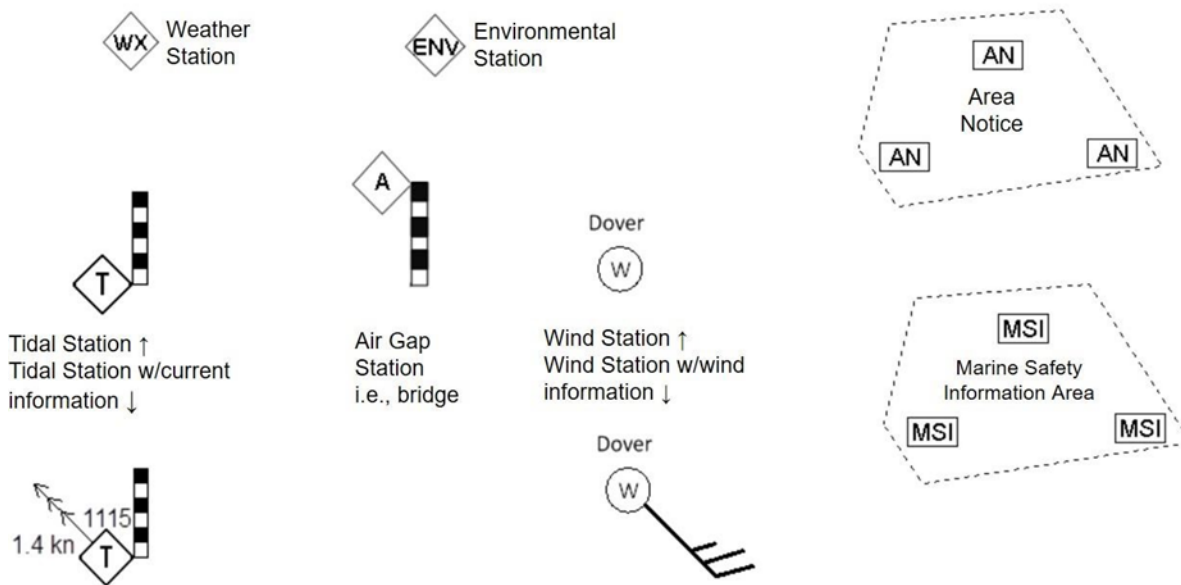 WX
Weather
Station
ENV
Environmental
Station
AN
Area
Notice
AN
AN
T
Tidal Station ↑
Tidal Station w/current
information ↓
A
Air Gap
Station
i.e., bridge
Dover
W
Wind Station ↑
Wind Station w/wind
information ↓
MSI
Marine Safety
Information Area
MSI
MSI
1115
1.4 kn
T
Dover
W